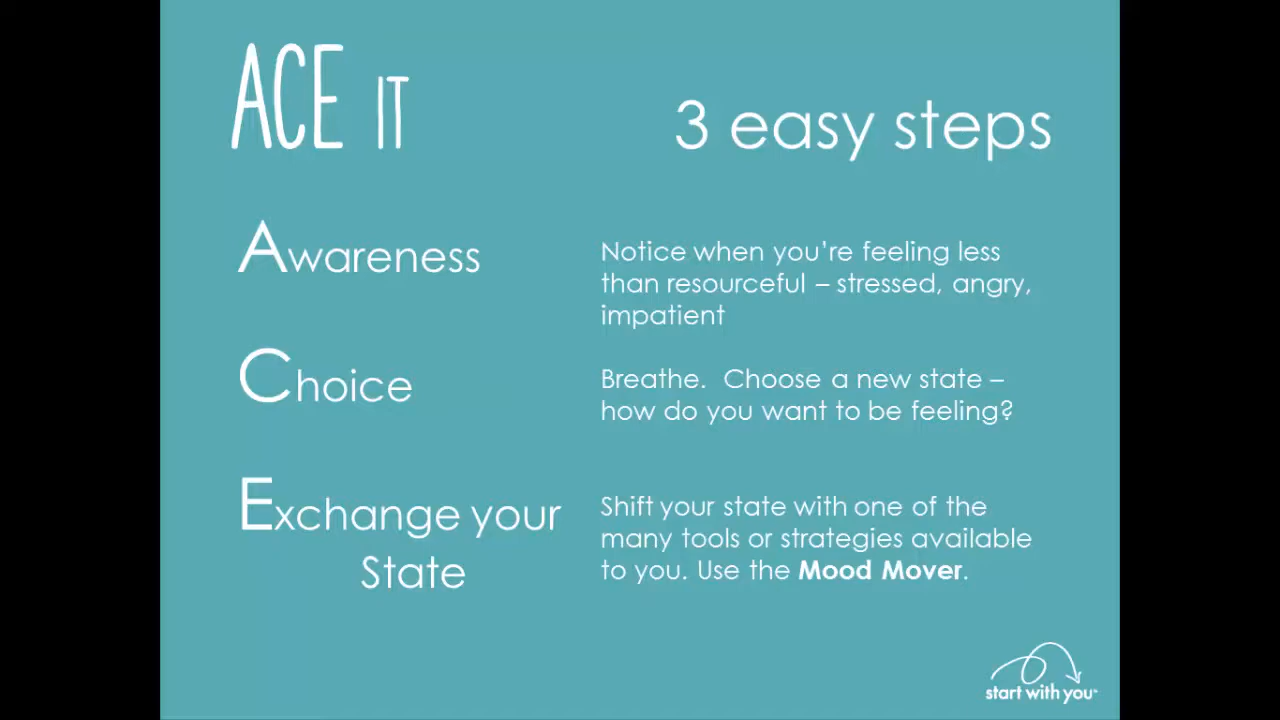 ACE IT
3 easy steps
Awareness
Notice when you're feeling less
than resourceful – stressed, angry,
impatient
Choice
Breathe.  Choose a new state –
how do you want to be feeling?
Exchange your
State
Shift your state with one of the
many tools or strategies available
to you. Use the Mood Mover.
start with you™